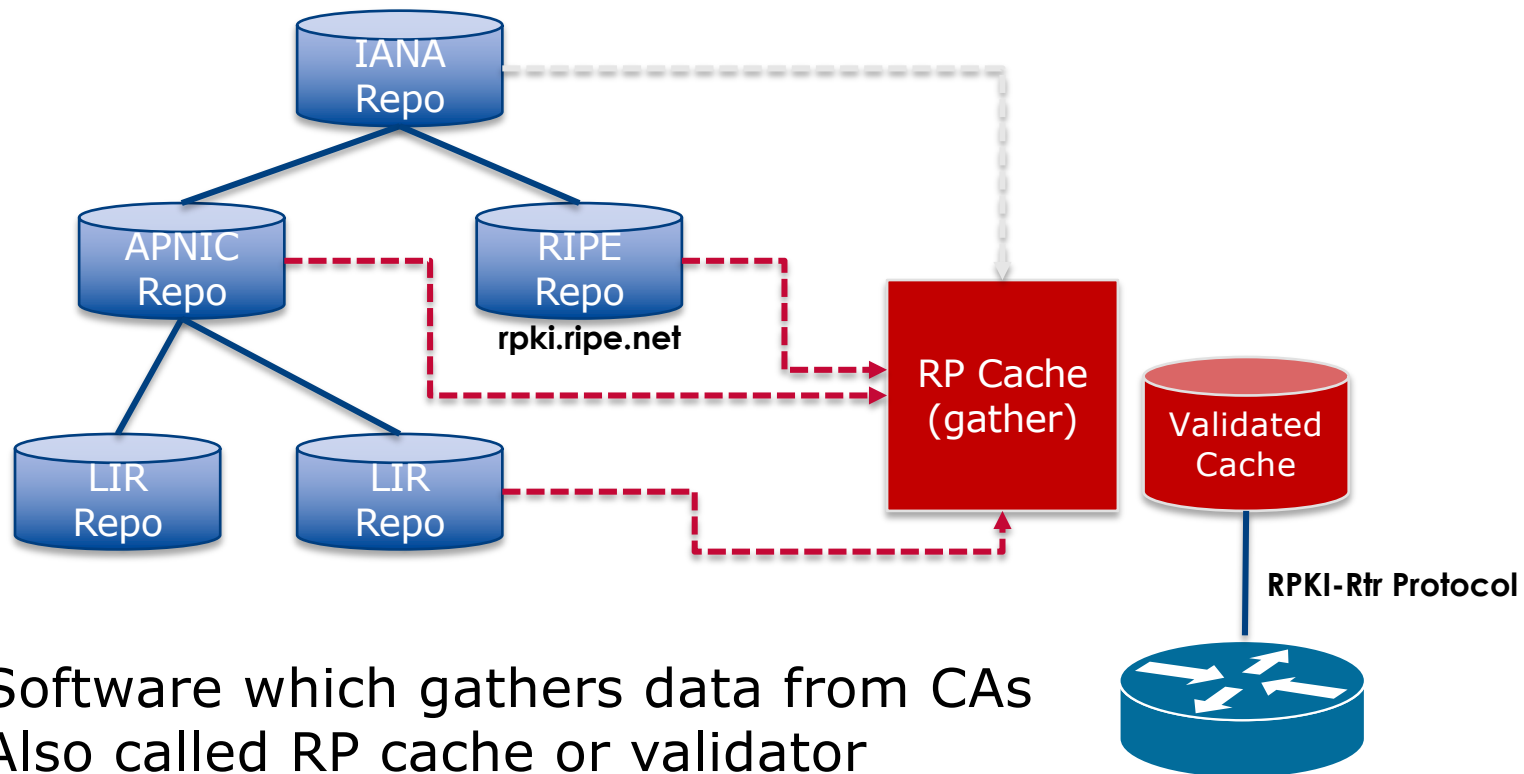 IANA
Repo
APNIC
Repo
RIPE
Repo
rpki.ripe.net
LIR
Repo
LIR
Repo
RP Cache
(gather)
Validated
Cache
RPKI-Rtr Protocol
Software which gathers data from CAs
Also called RP cache or validator